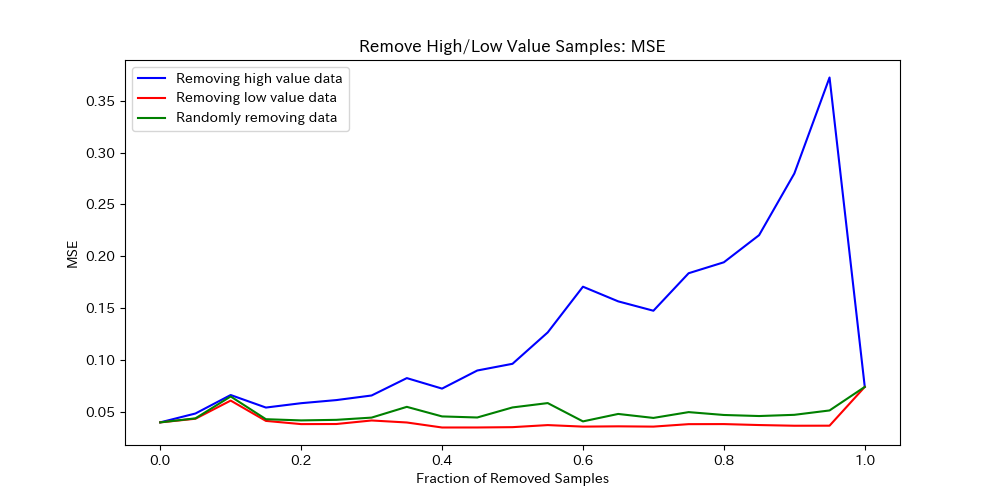 Remove High/Low Value Samples: MSE
Removing high value data
Removing low value data
Randomly removing data
0.35
0.30
0.25
0.20
0.15
0.10
0.05
MSE
0.0 0.2 0.4 0.6 0.8 1.0
Fraction of Removed Samples